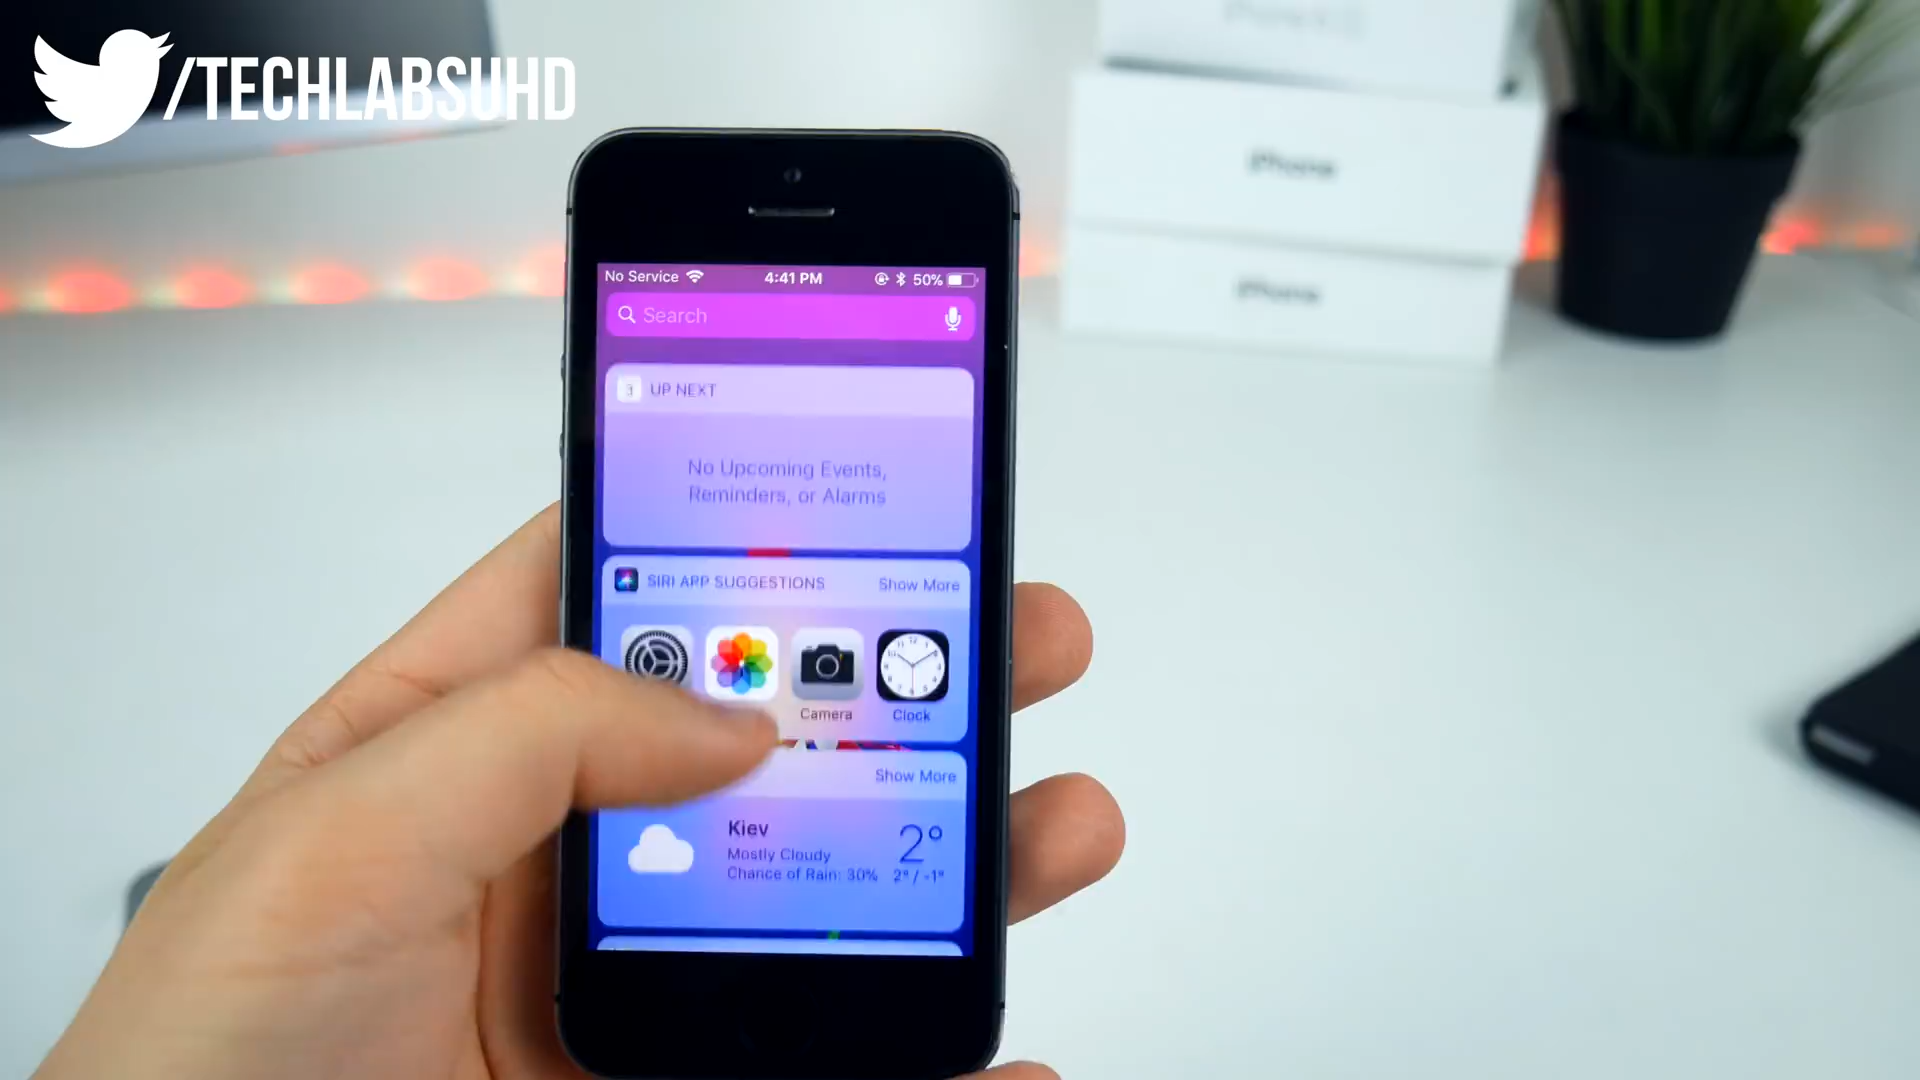 /TECHLABSUHD
iPhone
iPhone
No Service 4:41 PM 50%
Search
3 UP NEXT
No Upcoming Events,
Reminders, or Alarms
SIRI APP SUGGESTIONS Show More
Camera Clock
Show More
Kiev 2°
Mostly Cloudy
Chance of Rain: 30% 2° / -1°